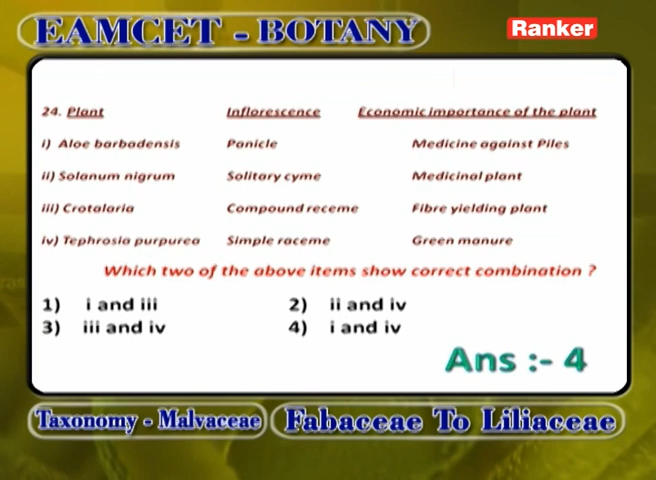 EAMCET - BOTANY
Ranker
24. Plant Inflorescence Economic importance of the plant
i) Aloe barbadensis Panicle Medicine against Piles
ii) Solanum nigrum Solitary cyme Medicinal plant
iii) Crotalaria Compound receme Fibre yielding plant
iv) Tephrosia purpurea Simple raceme Green manure
Which two of the above items show correct combination ?
1) i and iii 2) ii and iv
3) iii and iv 4) i and iv
Ans :- 4
Taxonomy - Malvaceae Fabaceae To Liliaceae